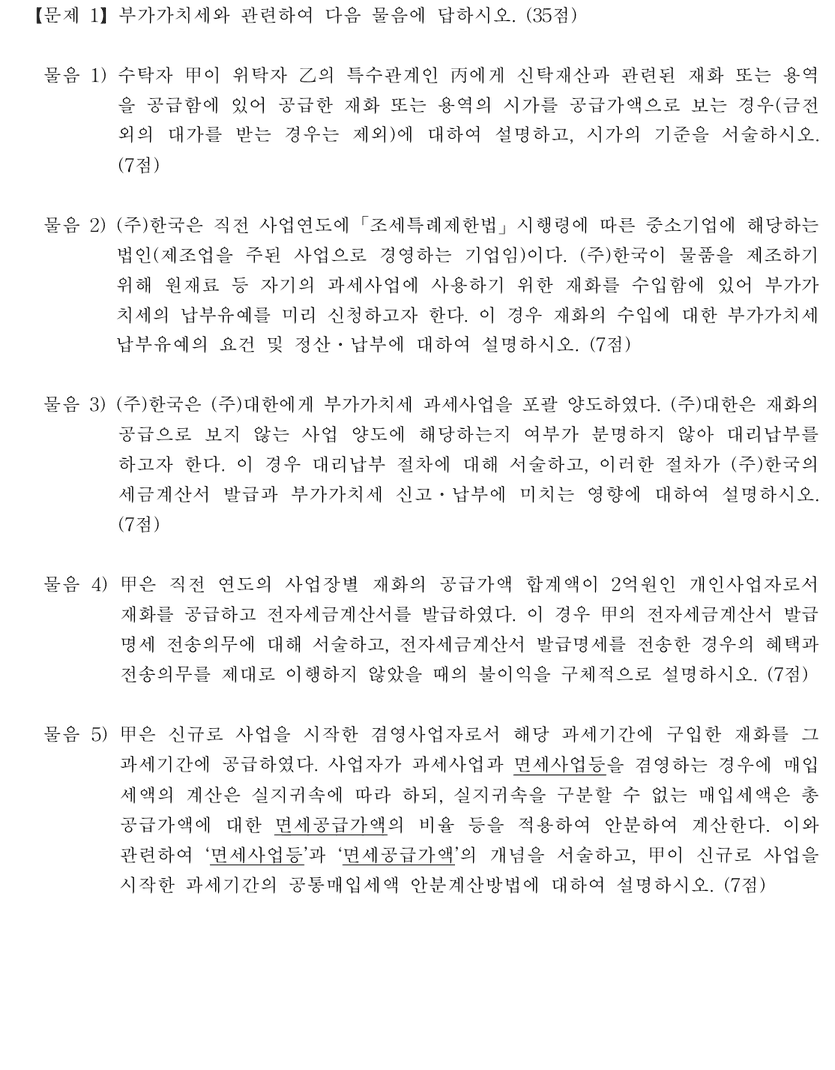 【문제 1】 부가가치세와 관련하여 다음 물음에 답하시오. (35점)
물음 1) 수탁자 甲이 위탁자 乙의 특수관계인 丙에게 신탁재산과 관련된 재화 또는 용역
을 공급함에 있어 공급한 재화 또는 용역의 시가를 공급가액으로 보는 경우(금전
외의 대가를 받는 경우는 제외)에 대하여 설명하고, 시가의 기준을 서술하시오.
(7점)
물음 2) (주)한국은 직전 사업연도에「조세특례제한법」시행령에 따른 중소기업에 해당하는
법인(제조업을 주된 사업으로 경영하는 기업임)이다. (주)한국이 물품을 제조하기
위해 원재료 등 자기의 과세사업에 사용하기 위한 재화를 수입함에 있어 부가가
치세의 납부유예를 미리 신청하고자 한다. 이 경우 재화의 수입에 대한 부가가치세
납부유예의 요건 및 정산・납부에 대하여 설명하시오. (7점)
물음 3) (주)한국은 (주)대한에게 부가가치세 과세사업을 포괄 양도하였다. (주)대한은 재화의
공급으로 보지 않는 사업 양도에 해당하는지 여부가 분명하지 않아 대리납부를
하고자 한다. 이 경우 대리납부 절차에 대해 서술하고, 이러한 절차가 (주)한국의
세금계산서 발급과 부가가치세 신고・납부에 미치는 영향에 대하여 설명하시오.
(7점)
물음 4) 甲은 직전 연도의 사업장별 재화의 공급가액 합계액이 2억원인 개인사업자로서
재화를 공급하고 전자세금계산서를 발급하였다. 이 경우 甲의 전자세금계산서 발급
명세 전송의무에 대해 서술하고, 전자세금계산서 발급명세를 전송한 경우의 혜택과
전송의무를 제대로 이행하지 않았을 때의 불이익을 구체적으로 설명하시오. (7점)
물음 5) 甲은 신규로 사업을 시작한 겸영사업자로서 해당 과세기간에 구입한 재화를 그
과세기간에 공급하였다. 사업자가 과세사업과 면세사업등을 겸영하는 경우에 매입
세액의 계산은 실지귀속에 따라 하되, 실지귀속을 구분할 수 없는 매입세액은 총
공급가액에 대한 면세공급가액의 비율 등을 적용하여 안분하여 계산한다. 이와
관련하여 ‘면세사업등’과 ‘면세공급가액’의 개념을 서술하고, 甲이 신규로 사업을
시작한 과세기간의 공통매입세액 안분계산방법에 대하여 설명하시오. (7점)